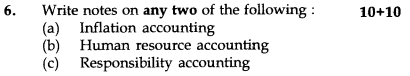 6. Write notes on any two of the following : 10+10
(a) Inflation accounting
(b) Human resource accounting
(c) Responsibility accounting